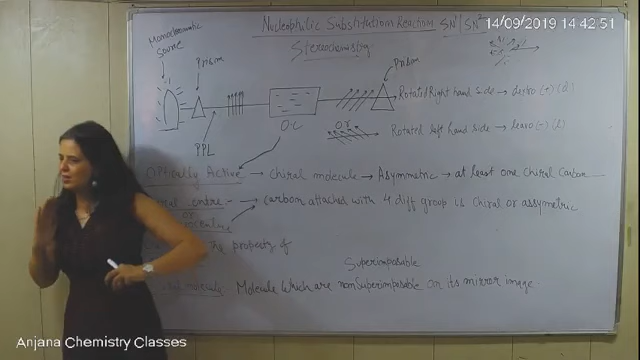 14/09/2019 14:42:51
Nucleophilic Substitution Reaction SN1 | SN2
Stereochemistry
Monochromatic
Source
Prism
Prism
PPL
O.C
Rotated/Right hand side → dextro (+) (d)
Or
Rotated left hand side → leavo (-) (l)
Optically Active → chiral molecule → Asymmetric → at least one chiral Carbon
:- → carbon attached with 4 diff group is chiral or assymetric
or
The property of
Superimposable
Molecule which are nonSuperimposable on its mirror image.
Anjana Chemistry Classes